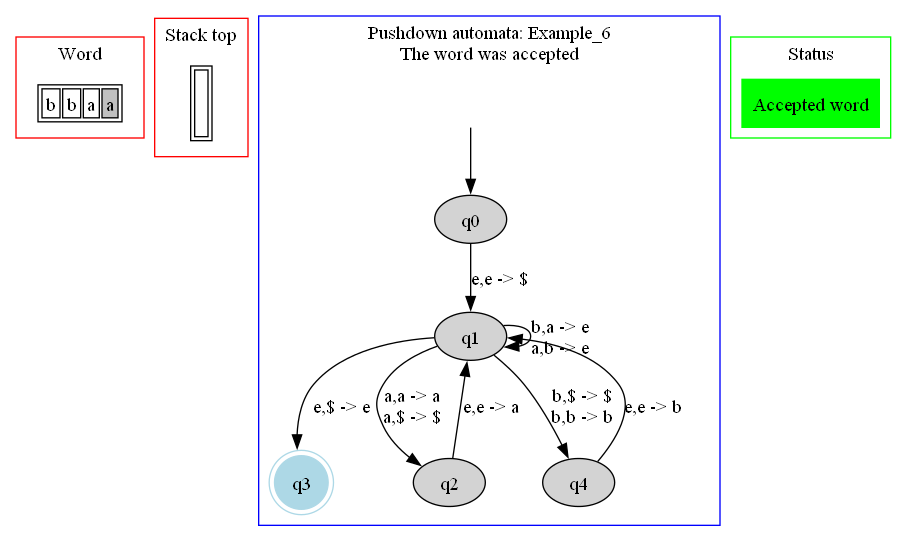 Word
b b a a
Stack top
Pushdown automata: Example_6
The word was accepted
Status
Accepted word
q0
e,e -> $
q1
b,a -> e
a,b -> e
e,$ -> e
a,a -> a
a,$ -> $
e,e -> a
b,$ -> $
b,b -> b
e,e -> b
q3
q2
q4